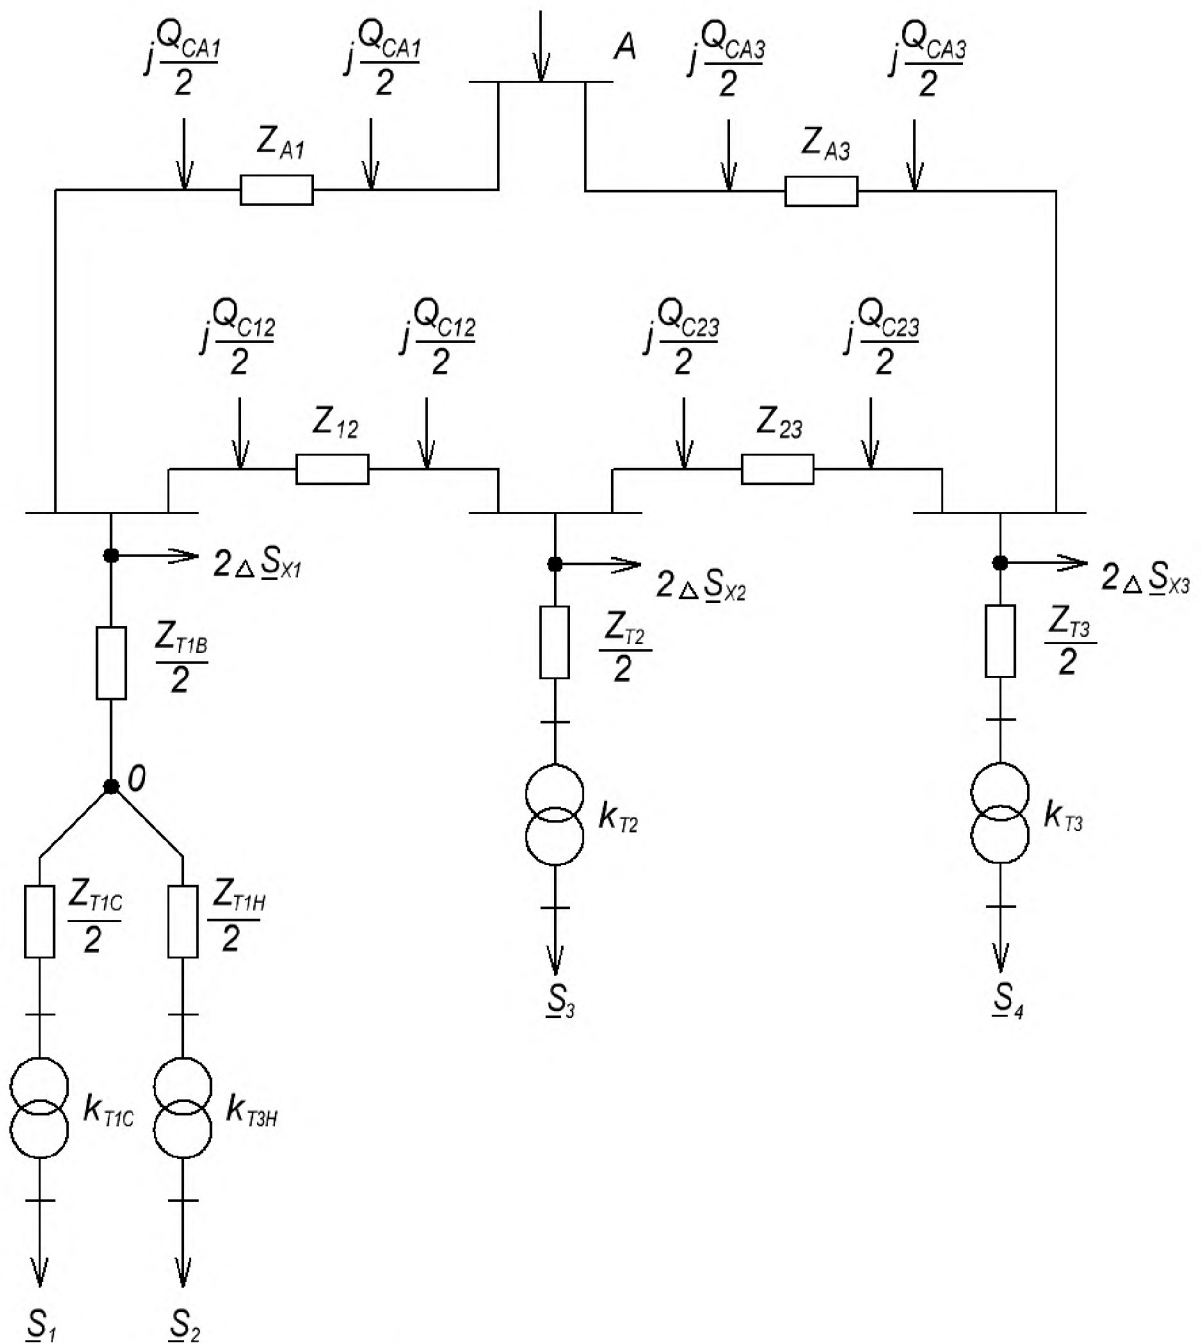 A
j Q_CA1/2
j Q_CA1/2
j Q_CA3/2
j Q_CA3/2
Z_A1
Z_A3
j Q_C12/2
j Q_C12/2
j Q_C23/2
j Q_C23/2
Z_12
Z_23
2 △ S_X1
2 △ S_X2
2 △ S_X3
Z_T1B/2
Z_T2/2
Z_T3/2
0
k_T2
k_T3
Z_T1C/2
Z_T1H/2
S_3
S_4
k_T1C
k_T3H
S_1
S_2